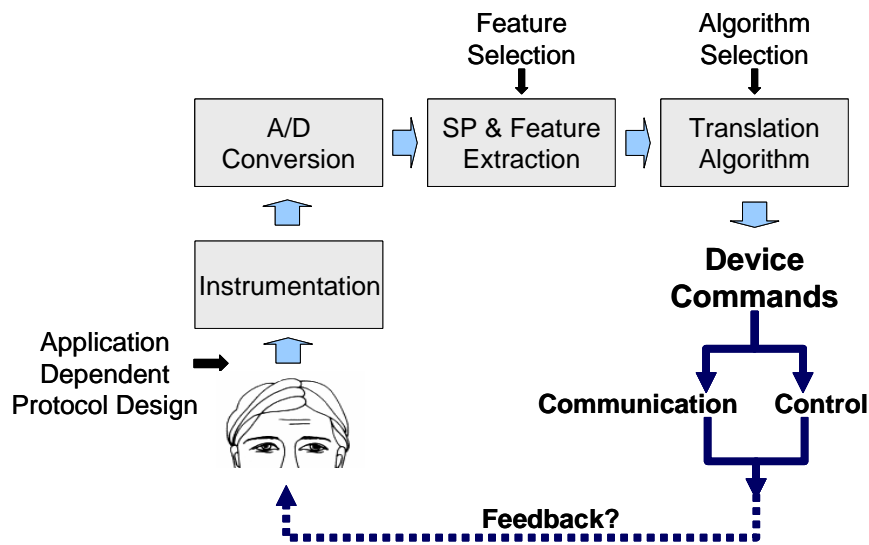 Feature
Selection
Algorithm
Selection
A/D
Conversion
SP & Feature
Extraction
Translation
Algorithm
Instrumentation
Device
Commands
Application
Dependent
Protocol Design
Communication
Control
Feedback?